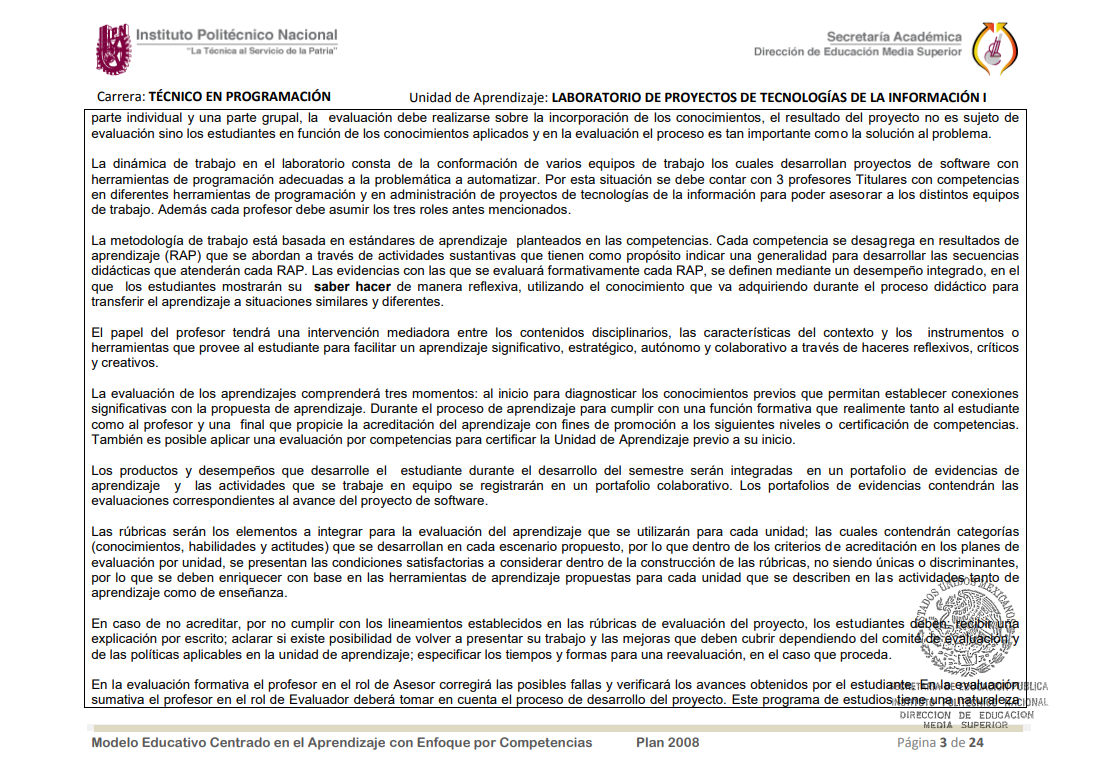 Instituto Politécnico Nacional
"La Técnica al Servicio de la Patria"
Secretaría Académica
Dirección de Educación Media Superior
Carrera: TÉCNICO EN PROGRAMACIÓN
Unidad de Aprendizaje: LABORATORIO DE PROYECTOS DE TECNOLOGÍAS DE LA INFORMACIÓN I
parte individual y una parte grupal, la evaluación debe realizarse sobre la incorporación de los conocimientos, el resultado del proyecto no es sujeto de
evaluación sino los estudiantes en función de los conocimientos aplicados y en la evaluación el proceso es tan importante como la solución al problema.
La dinámica de trabajo en el laboratorio consta de la conformación de varios equipos de trabajo los cuales desarrollan proyectos de software con
herramientas de programación adecuadas a la problemática a automatizar. Por esta situación se debe contar con 3 profesores Titulares con competencias
en diferentes herramientas de programación y en administración de proyectos de tecnologías de la información para poder asesorar a los distintos equipos
de trabajo. Además cada profesor debe asumir los tres roles antes mencionados.
La metodología de trabajo está basada en estándares de aprendizaje planteados en las competencias. Cada competencia se desagrega en resultados de
aprendizaje (RAP) que se abordan a través de actividades sustantivas que tienen como propósito indicar una generalidad para desarrollar las secuencias
didácticas que atenderán cada RAP. Las evidencias con las que se evaluará formativamente cada RAP, se definen mediante un desempeño integrado, en el
que los estudiantes mostrarán su saber hacer de manera reflexiva, utilizando el conocimiento que va adquiriendo durante el proceso didáctico para
transferir el aprendizaje a situaciones similares y diferentes.
El papel del profesor tendrá una intervención mediadora entre los contenidos disciplinarios, las características del contexto y los instrumentos o
herramientas que provee al estudiante para facilitar un aprendizaje significativo, estratégico, autónomo y colaborativo a través de haceres reflexivos, críticos
y creativos.
La evaluación de los aprendizajes comprenderá tres momentos: al inicio para diagnosticar los conocimientos previos que permitan establecer conexiones
significativas con la propuesta de aprendizaje. Durante el proceso de aprendizaje para cumplir con una función formativa que realimente tanto al estudiante
como al profesor y una final que propicie la acreditación del aprendizaje con fines de promoción a los siguientes niveles o certificación de competencias.
También es posible aplicar una evaluación por competencias para certificar la Unidad de Aprendizaje previo a su inicio.
Los productos y desempeños que desarrolle el estudiante durante el desarrollo del semestre serán integradas en un portafolio de evidencias de
aprendizaje y las actividades que se trabaje en equipo se registrarán en un portafolio colaborativo. Los portafolios de evidencias contendrán las
evaluaciones correspondientes al avance del proyecto de software.
Las rúbricas serán los elementos a integrar para la evaluación del aprendizaje que se utilizarán para cada unidad; las cuales contendrán categorías
(conocimientos, habilidades y actitudes) que se desarrollan en cada escenario propuesto, por lo que dentro de los criterios de acreditación en los planes de
evaluación por unidad, se presentan las condiciones satisfactorias a considerar dentro de la construcción de las rúbricas, no siendo únicas o discriminantes,
por lo que se deben enriquecer con base en las herramientas de aprendizaje propuestas para cada unidad que se describen en las actividades tanto de
aprendizaje como de enseñanza.
En caso de no acreditar, por no cumplir con los lineamientos establecidos en las rúbricas de evaluación del proyecto, los estudiantes deben, recibir una
explicación por escrito; aclarar si existe posibilidad de volver a presentar su trabajo y las mejoras que deben cubrir dependiendo del comité de evaluación y
de las políticas aplicables en la unidad de aprendizaje; especificar los tiempos y formas para una reevaluación, en el caso que proceda.
En la evaluación formativa el profesor en el rol de Asesor corregirá las posibles fallas y verificará los avances obtenidos por el estudiante. En la evaluación
sumativa el profesor en el rol de Evaluador deberá tomar en cuenta el proceso de desarrollo del proyecto. Este programa de estudios tiene una naturaleza
ESTADOS UNIDOS MEXICANOS
SECRETARIA DE EDUCACION PUBLICA
INSTITUTO POLITECNICO NACIONAL
DIRECCION DE EDUCACION
MEDIA SUPERIOR
Modelo Educativo Centrado en el Aprendizaje con Enfoque por Competencias
Plan 2008
Página 3 de 24